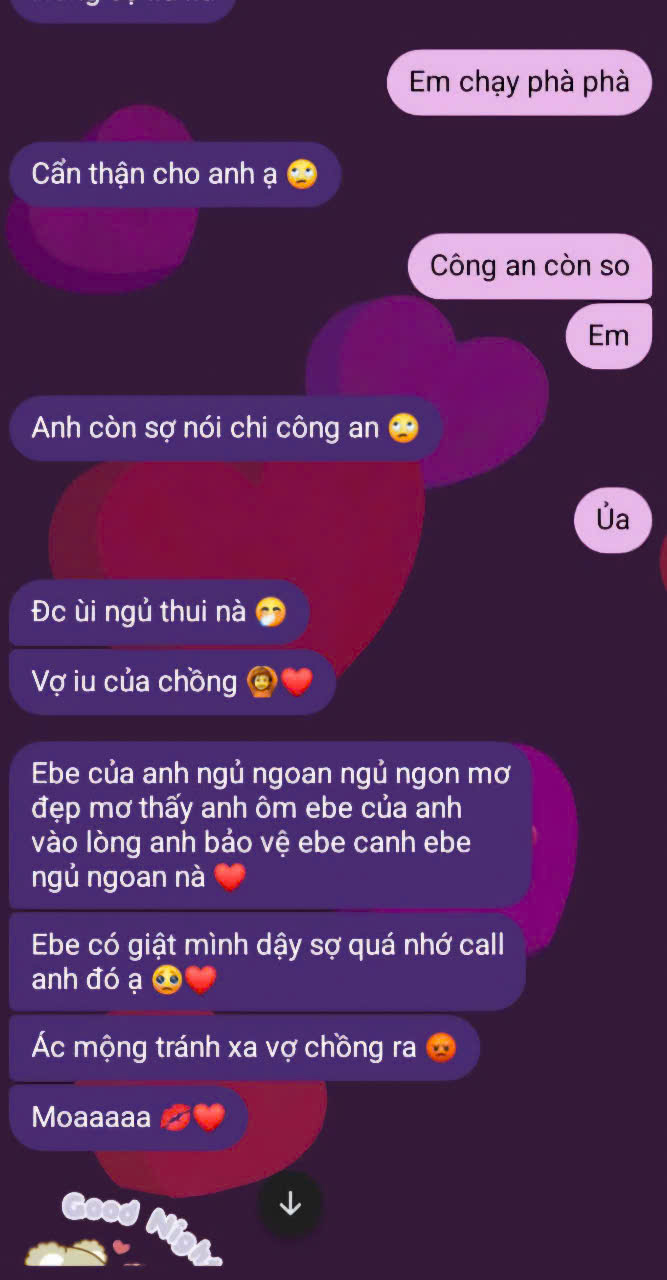 Em chạy phà phà
Cẩn thận cho anh ạ 🙄
Công an còn so
Em
Anh còn sợ nói chi công an 🙄
Ủa
Đc ùi ngủ thui nà 🤭
Vợ iu của chồng 🙆♥️
Ebe của anh ngủ ngoan ngủ ngon mơ
đẹp mơ thấy anh ôm ebe của anh
vào lòng anh bảo vệ ebe canh ebe
ngủ ngoan nà ♥️
Ebe có giật mình dậy sợ quá nhớ call
anh đó ạ 🥺♥️
Ác mộng tránh xa vợ chồng ra 😡
Moaaaaa 💋♥️
Good Night